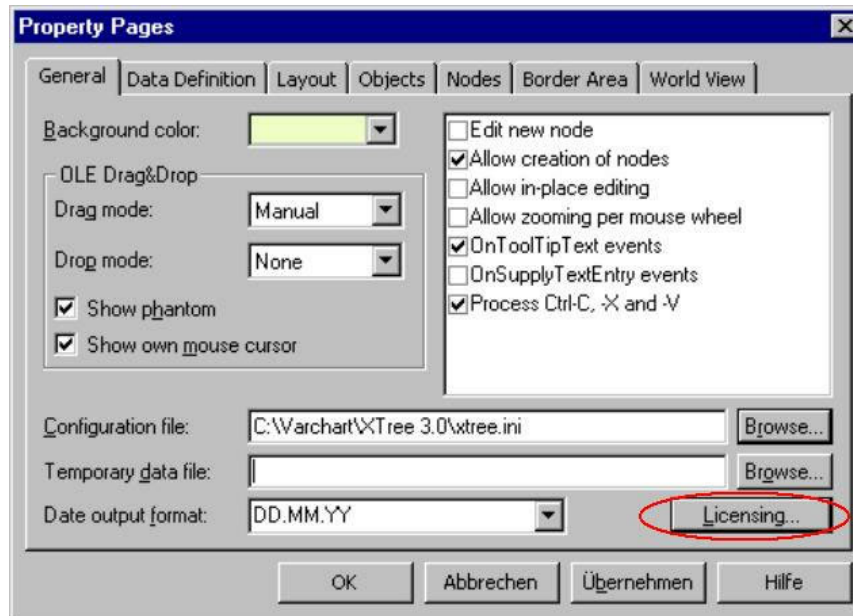 Property Pages
General Data Definition Layout Objects Nodes Border Area World View
Background color:
OLE Drag&Drop
Drag mode: Manual
Drop mode: None
Show phantom
Show own mouse cursor
Edit new node
Allow creation of nodes
Allow in-place editing
Allow zooming per mouse wheel
OnToolTipText events
OnSupplyTextEntry events
Process Ctrl-C, -X and -V
Configuration file: C:\Varchart\XTree 3.0\xtree.ini Browse...
Temporary data file: Browse...
Date output format: DD.MM.YY Licensing...
OK Abbrechen Übernehmen Hilfe